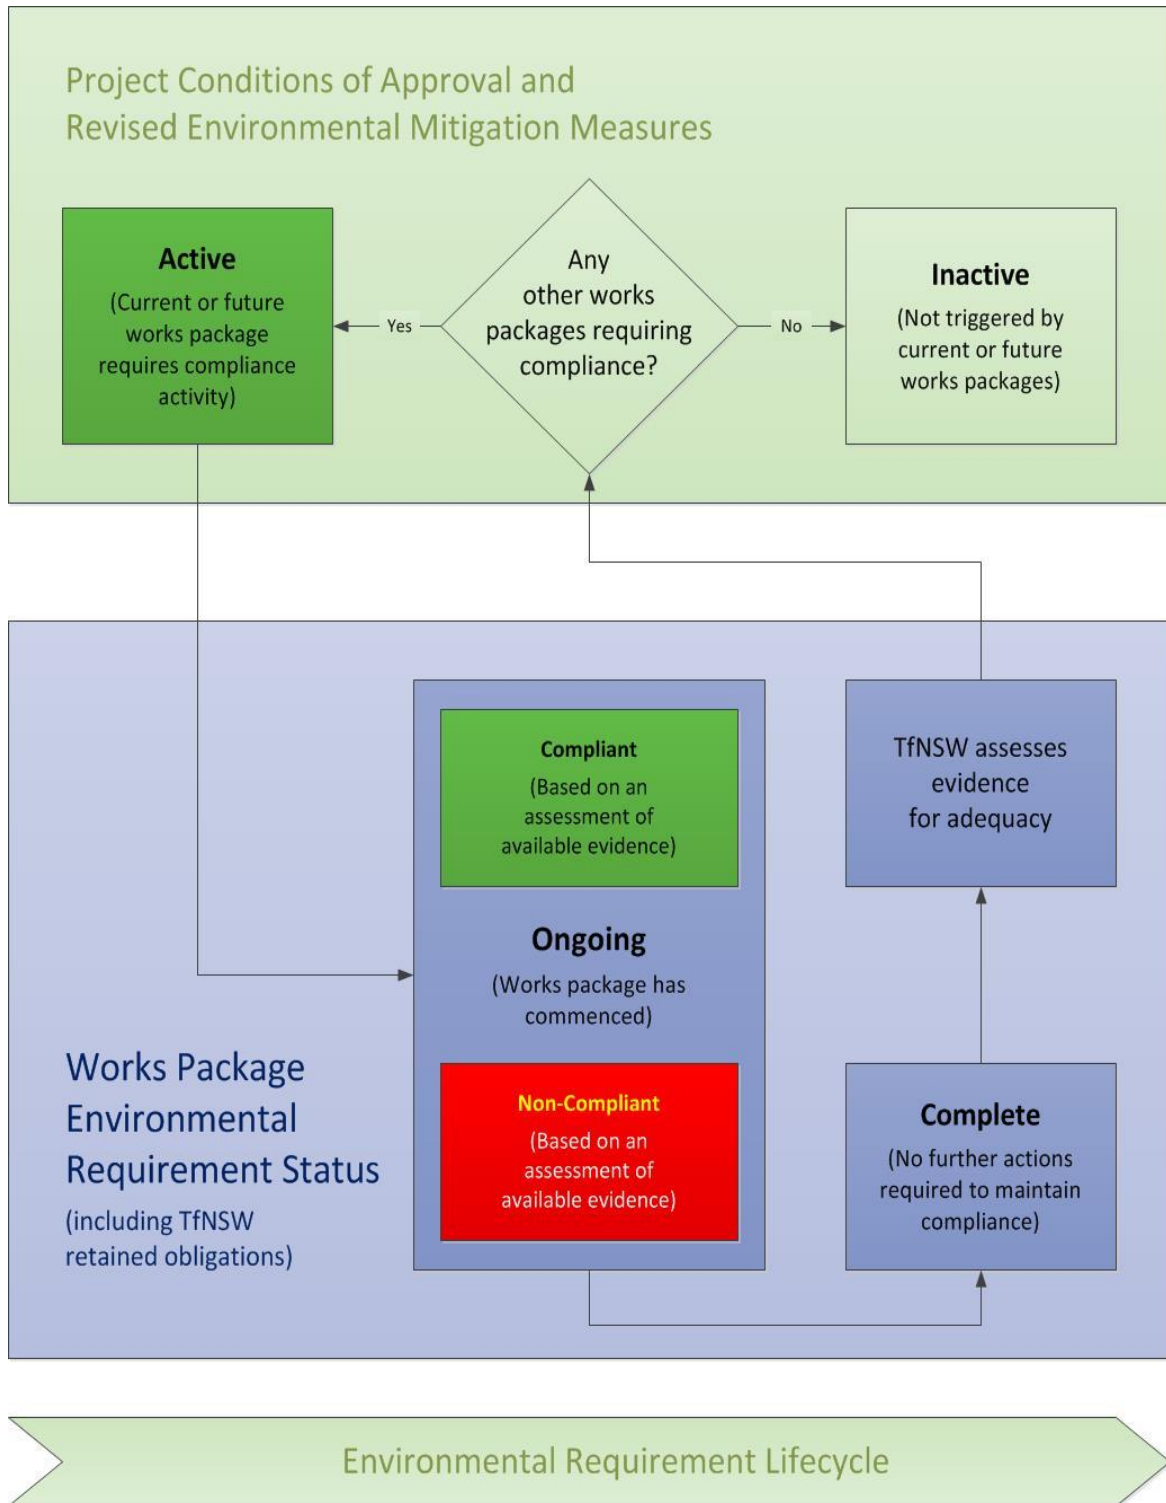 Project Conditions of Approval and
Revised Environmental Mitigation Measures
Active
(Current or future
works package
requires compliance
activity)
Yes
Any
other works
packages requiring
compliance?
No
Inactive
(Not triggered by
current or future
works packages)
Compliant
(Based on an
assessment of
available evidence)
Ongoing
(Works package has
commenced)
Non-Compliant
(Based on an
assessment of
available evidence)
TfNSW assesses
evidence
for adequacy
Complete
(No further actions
required to maintain
compliance)
Works Package
Environmental
Requirement Status
(including TfNSW
retained obligations)
Environmental Requirement Lifecycle